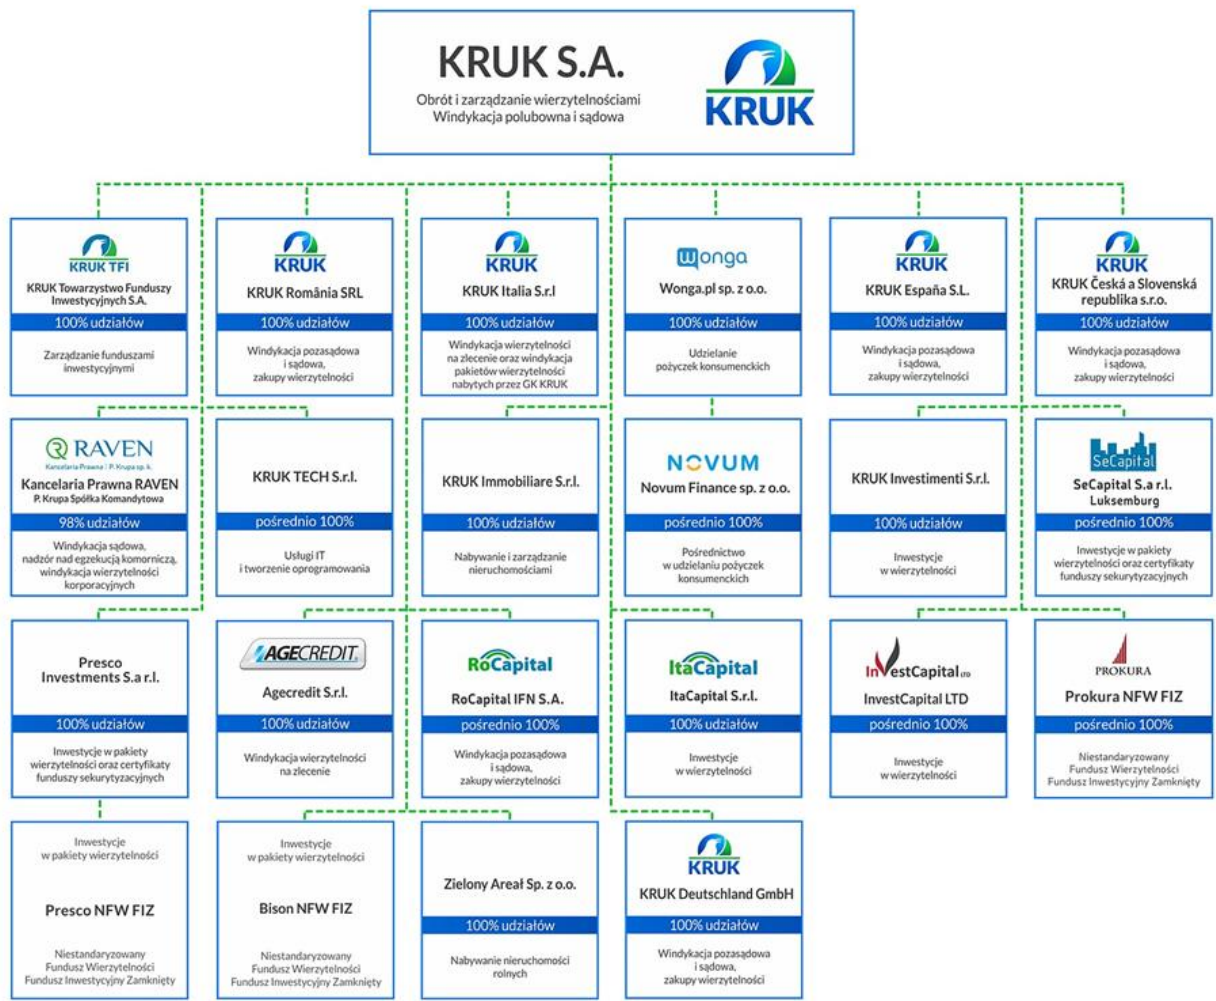 KRUK S.A.
Obrót i zarządzanie wierzytelnościami
Windykacja polubowna i sądowa
KRUK
KRUK TFI
KRUK Towarzystwo Funduszy
Inwestycyjnych S.A.
100% udziałów
Zarządzanie funduszami
inwestycyjnymi
KRUK
KRUK România SRL
100% udziałów
Windykacja pozasądowa
i sądowa,
zakupy wierzytelności
KRUK
KRUK Italia S.r.l
100% udziałów
Windykacja wierzytelności
na zlecenie oraz windykacja
pakietów wierzytelności
nabytych przez GK KRUK
wonga
Wonga.pl sp. z o.o.
100% udziałów
Udzielanie
pożyczek konsumenckich
KRUK
KRUK España S.L.
100% udziałów
Windykacja pozasądowa
i sądowa,
zakupy wierzytelności
KRUK
KRUK Česká a Slovenská
republika s.r.o.
100% udziałów
Windykacja pozasądowa
i sądowa,
zakupy wierzytelności
RAVEN
Kancelaria Prawna | P. Krupa sp. k.
Kancelaria Prawna RAVEN
P. Krupa Spółka Komandytowa
98% udziałów
Windykacja sądowa,
nadzór nad egzekucją komorniczą,
windykacja wierzytelności
korporacyjnych
KRUK TECH S.r.l.
pośrednio 100%
Usługi IT
i tworzenie oprogramowania
KRUK Immobiliare S.r.l.
100% udziałów
Nabywanie i zarządzanie
nieruchomościami
NOVUM
Novum Finance sp. z o.o.
pośrednio 100%
Pośrednictwo
w udzielaniu pożyczek
konsumenckich
KRUK Investimenti S.r.l.
100% udziałów
Inwestycje
w wierzytelności
SeCapital
SeCapital S.a r.l.
Luksemburg
pośrednio 100%
Inwestycje w pakiety
wierzytelności oraz certyfikaty
funduszy sekurytyzacyjnych
Presco
Investments S.a r.l.
100% udziałów
Inwestycje w pakiety
wierzytelności oraz certyfikaty
funduszy sekurytyzacyjnych
AGECREDIT
Agecredit S.r.l.
100% udziałów
Windykacja wierzytelności
na zlecenie
RoCapital
RoCapital IFN S.A.
pośrednio 100%
Windykacja pozasądowa
i sądowa,
zakupy wierzytelności
ItaCapital
ItaCapital S.r.l.
100% udziałów
Inwestycje
w wierzytelności
InvestCapital LTD
InvestCapital LTD
pośrednio 100%
Inwestycje
w wierzytelności
PROKURA
Prokura NFW FIZ
pośrednio 100%
Niestandaryzowany
Fundusz Wierzytelności
Fundusz Inwestycyjny Zamknięty
Inwestycje
w pakiety wierzytelności
Presco NFW FIZ
Niestandaryzowany
Fundusz Wierzytelności
Fundusz Inwestycyjny Zamknięty
Inwestycje
w pakiety wierzytelności
Bison NFW FIZ
Niestandaryzowany
Fundusz Wierzytelności
Fundusz Inwestycyjny Zamknięty
Zielony Areał Sp. z o.o.
100% udziałów
Nabywanie nieruchomości
rolnych
KRUK
KRUK Deutschland GmbH
100% udziałów
Windykacja pozasądowa
i sądowa,
zakupy wierzytelności